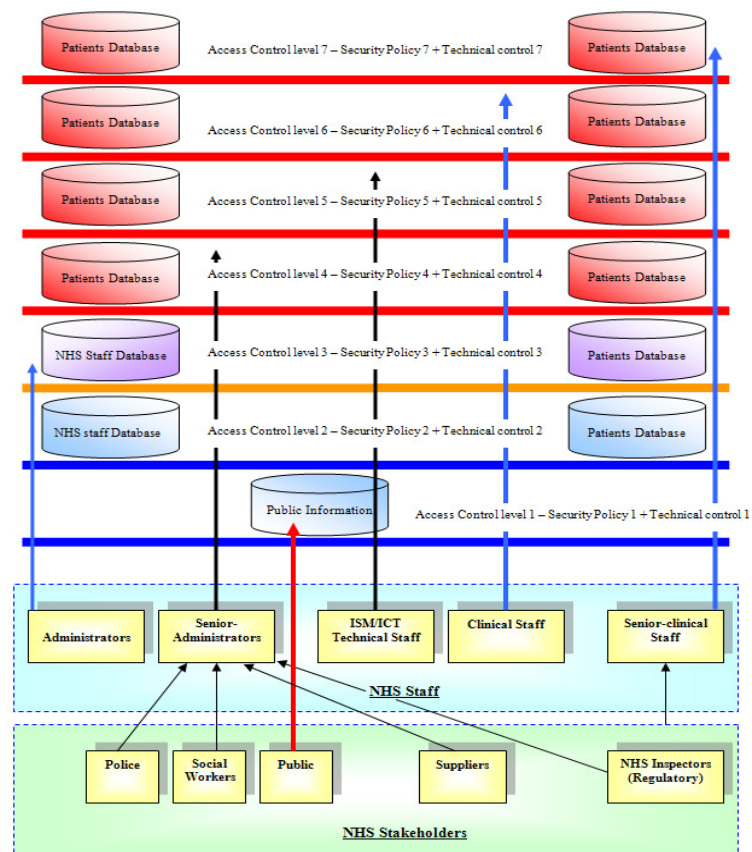 Patients Database
Access Control level 7 – Security Policy 7 + Technical control 7
Patients Database
Patients Database
Access Control level 6 – Security Policy 6 + Technical control 6
Patients Database
Patients Database
Access Control level 5 – Security Policy 5 + Technical control 5
Patients Database
Patients Database
Access Control level 4 – Security Policy 4 + Technical control 4
Patients Database
NHS Staff Database
Access Control level 3 – Security Policy 3 + Technical control 3
Patients Database
NHS staff Database
Access Control level 2 – Security Policy 2 + Technical control 2
Patients Database
Public Information
Access Control level 1 – Security Policy 1 + Technical control 1
Administrators
Senior-
Administrators
ISM/ICT
Technical Staff
Clinical Staff
Senior-clinical
Staff
NHS Staff
Police
Social
Workers
Public
Suppliers
NHS Inspectors
(Regulatory)
NHS Stakeholders